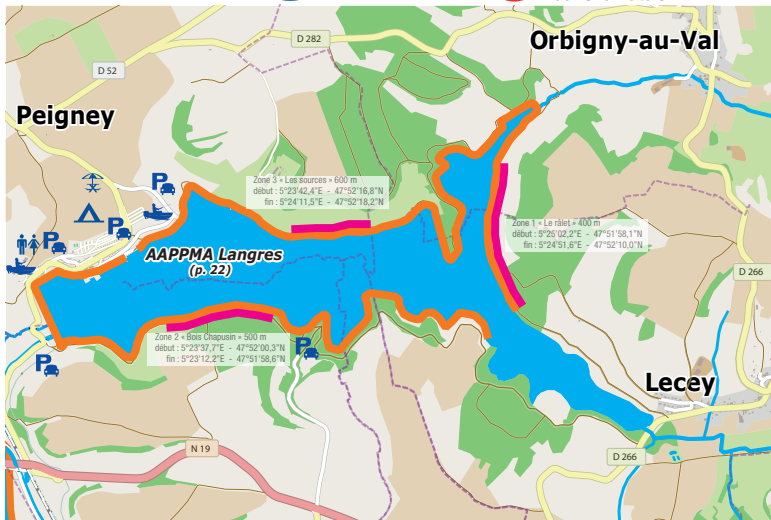 D 282
Orbigny-au-Val
D 52
Peigney
P
Zone 3 « Les sources » 600 m
début : 5°23'42,4"E - 47°52'16,8"N
fin : 5°24'11,5"E - 47°52'18,2"N
P
Zone 1 « Le râlet » 400 m
début : 5°25'02,2"E - 47°51'58,1"N
fin : 5°24'51,6"E - 47°52'10,0"N
P
AAPPMA Langres
(p. 22)
D 266
Zone 2 « Bois Chapusin » 500 m
début : 5°23'37,7"E - 47°52'00,3"N
fin : 5°23'12,2"E - 47°51'58,6"N
P
P
Lecey
N 19
D 266